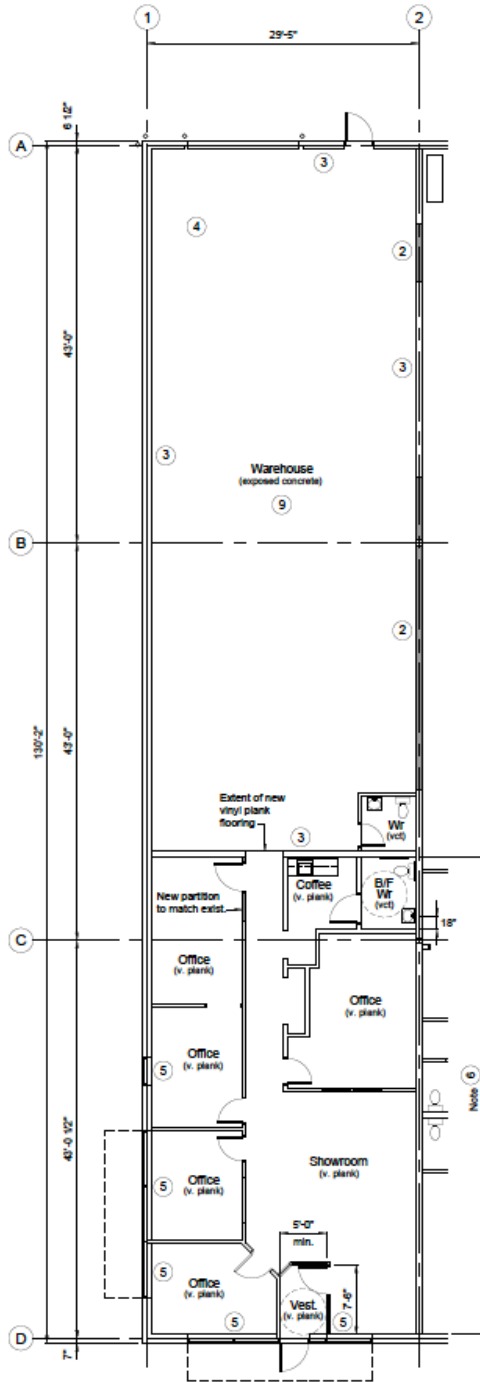 1
2
29'-5"
6 1/2"
A
3
4
2
43'-0"
3
3
Warehouse
(exposed concrete)
9
B
2
130'-2"
43'-0"
Extent of new
vinyl plank
flooring
3
Wr
(vct)
Coffee
(v. plank)
B/F
Wr
(vct)
New partition
to match exist.
18"
C
Office
(v. plank)
Office
(v. plank)
Office
(v. plank)
5
Note 6
43'-0 1/2"
Showroom
(v. plank)
Office
(v. plank)
5
5'-0"
min.
5
Office
(v. plank)
Vest.
(v. plank)
7'-6"
5
5
D
7"